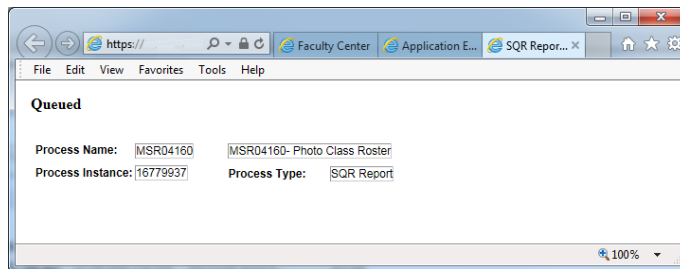 https://
Faculty Center
Application E...
SQR Repor...
File Edit View Favorites Tools Help
Queued
Process Name: MSR04160 MSR04160- Photo Class Roster
Process Instance: 16779937 Process Type: SQR Report
100%